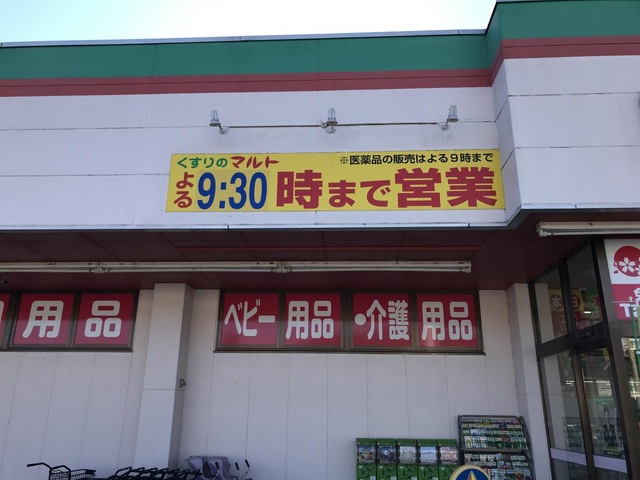 くすりのマルト
※医薬品の販売はよる9時まで
よる9:30時まで営業
用品
ベビー用品・介護用品